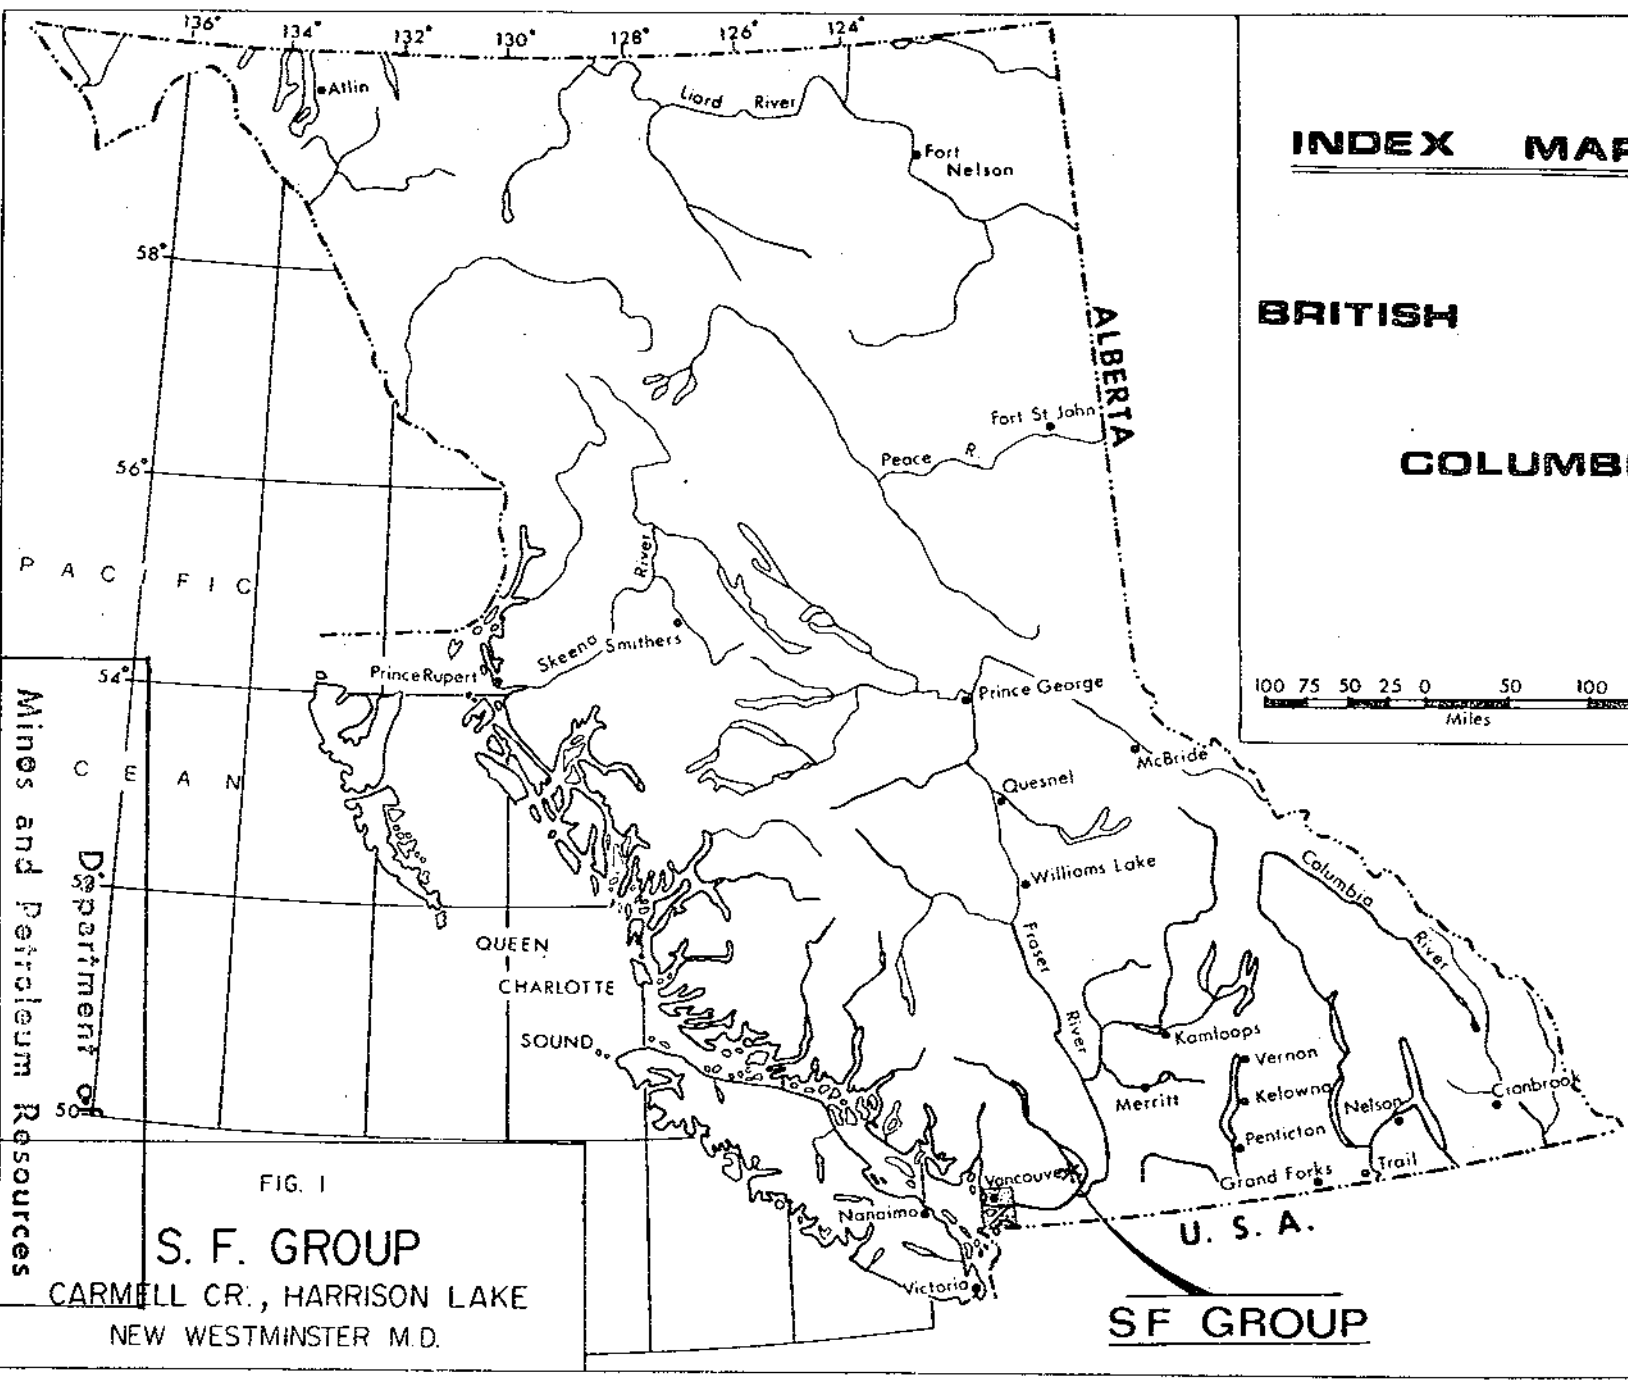 136° 134° 132° 130° 128° 126° 124°
Atlin
Liard River
Fort
Nelson
INDEX MAP
58°
BRITISH
ALBERTA
Fort St John
Peace R.
56°
COLUMBI
PACIFIC
River
Skeena
Smithers
54°
Prince Rupert
Prince George
100 75 50 25 0 50 100
Miles
McBride
CEAN
Quesnel
Williams Lake
Columbia
River
QUEEN
CHARLOTTE
SOUND
Fraser
River
Kamloops
Vernon
Kelowna
Merritt
Nelson
Cranbrook
50
Penticton
Grand Forks
Trail
Vancouver
Nanaimo
Victoria
U. S. A.
Department of
Mines and Petroleum Resources
FIG. 1
S. F. GROUP
CARMELL CR., HARRISON LAKE
NEW WESTMINSTER M.D.
SF GROUP